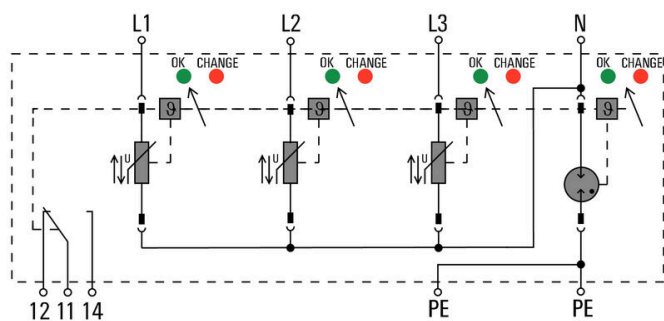 L1 L2 L3 N
OK CHANGE OK CHANGE OK CHANGE OK CHANGE
ϑ ϑ ϑ ϑ
U U U
12 11 14 PE PE